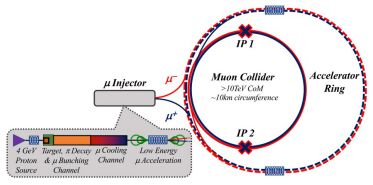 IP 1
μ Injector
μ⁻
μ⁺
Muon Collider
>10TeV CoM
~10km circumference
Accelerator
Ring
IP 2
4 GeV
Proton
Source
Target, π Decay
& μ Bunching
Channel
μ Cooling
Channel
Low Energy
μ Acceleration